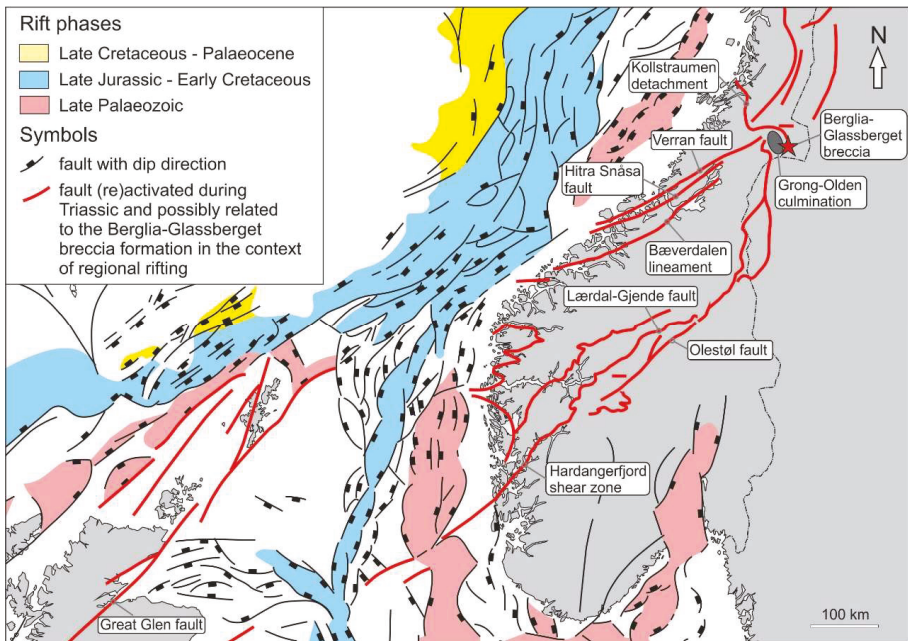 Rift phases
Late Cretaceous - Palaeocene
Late Jurassic - Early Cretaceous
Late Palaeozoic
Symbols
fault with dip direction
fault (re)activated during
Triassic and possibly related
to the Berglia-Glassberget
breccia formation in the context
of regional rifting
N
Kollstraumen
detachment
Berglia-
Glassberget
breccia
Verran fault
Hitra Snåsa
fault
Grong-Olden
culmination
Bæverdalen
lineament
Lærdal-Gjende fault
Olestøl fault
Hardangerfjord
shear zone
Great Glen fault
100 km